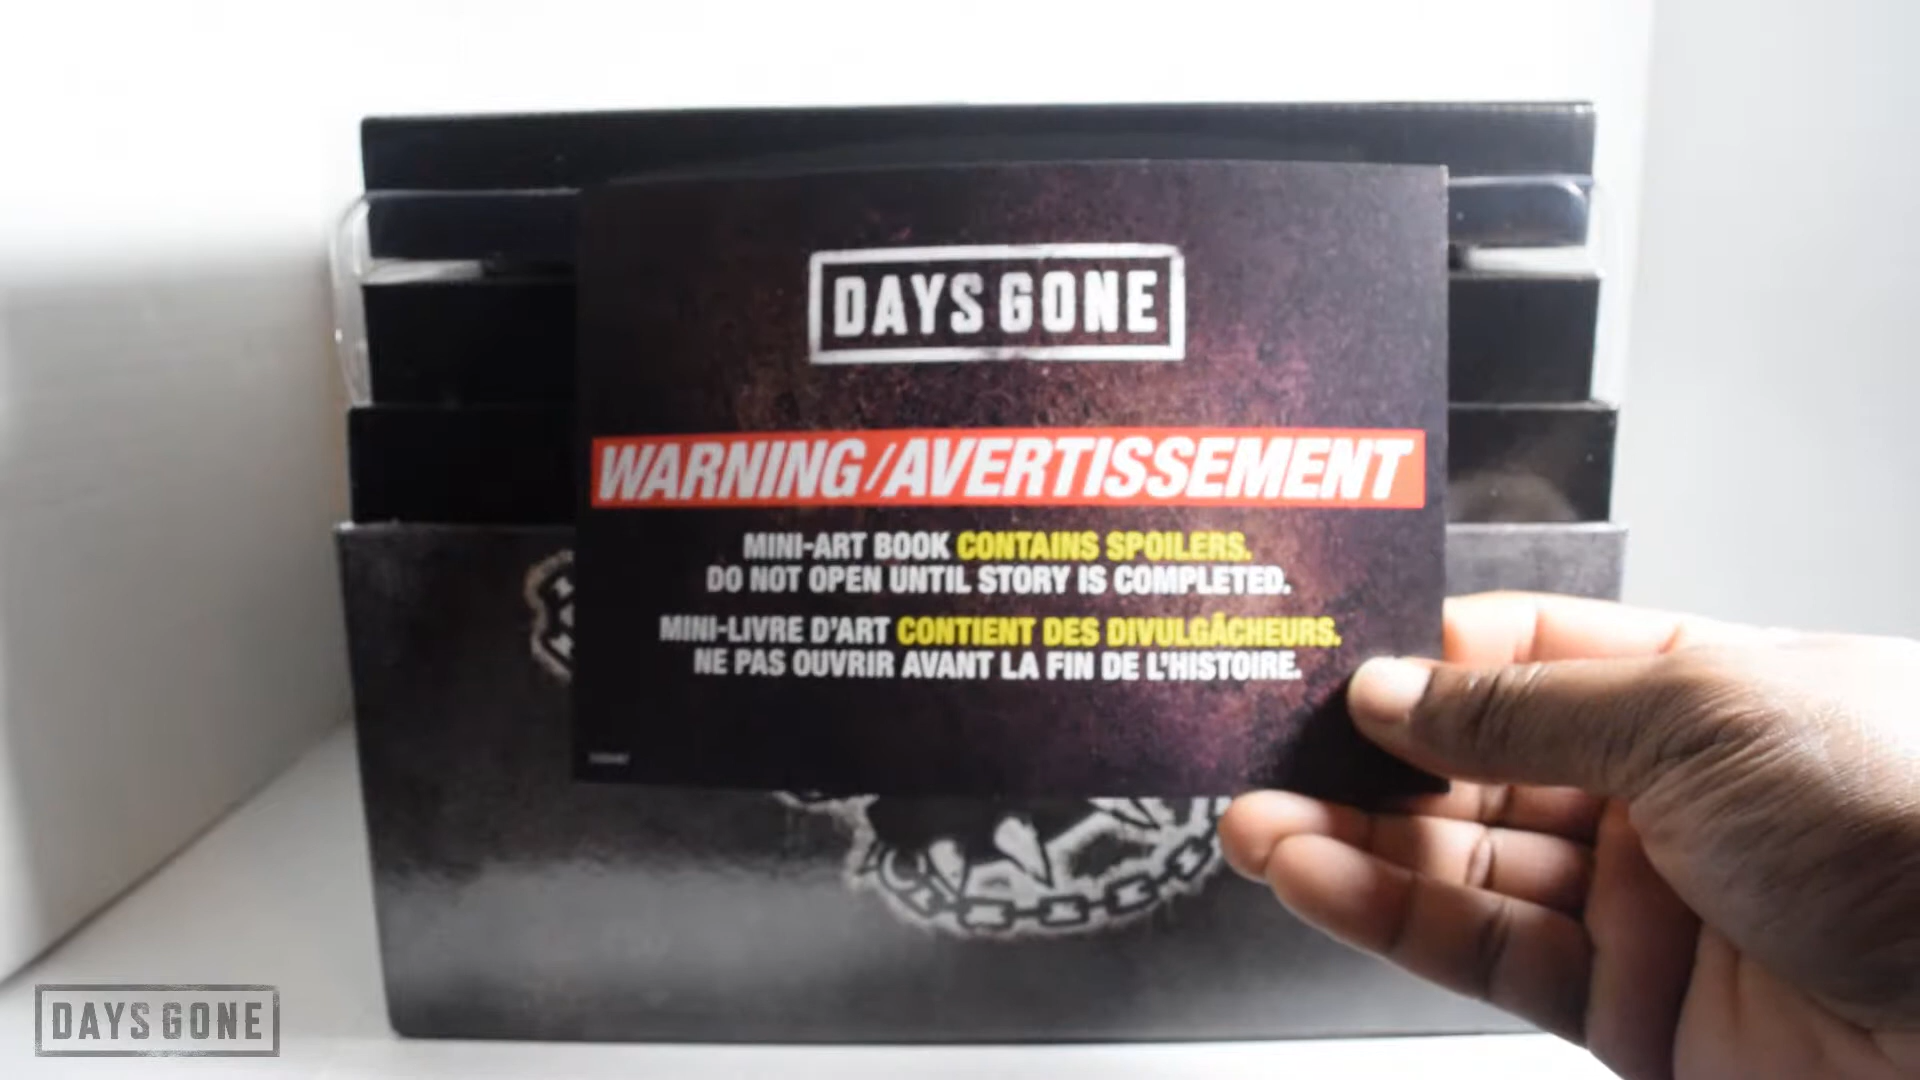 DAYS GONE
WARNING/AVERTISSEMENT
MINI-ART BOOK CONTAINS SPOILERS.
DO NOT OPEN UNTIL STORY IS COMPLETED.
MINI-LIVRE D'ART CONTIENT DES DIVULGÂCHEURS.
NE PAS OUVRIR AVANT LA FIN DE L'HISTOIRE.
DAYS GONE